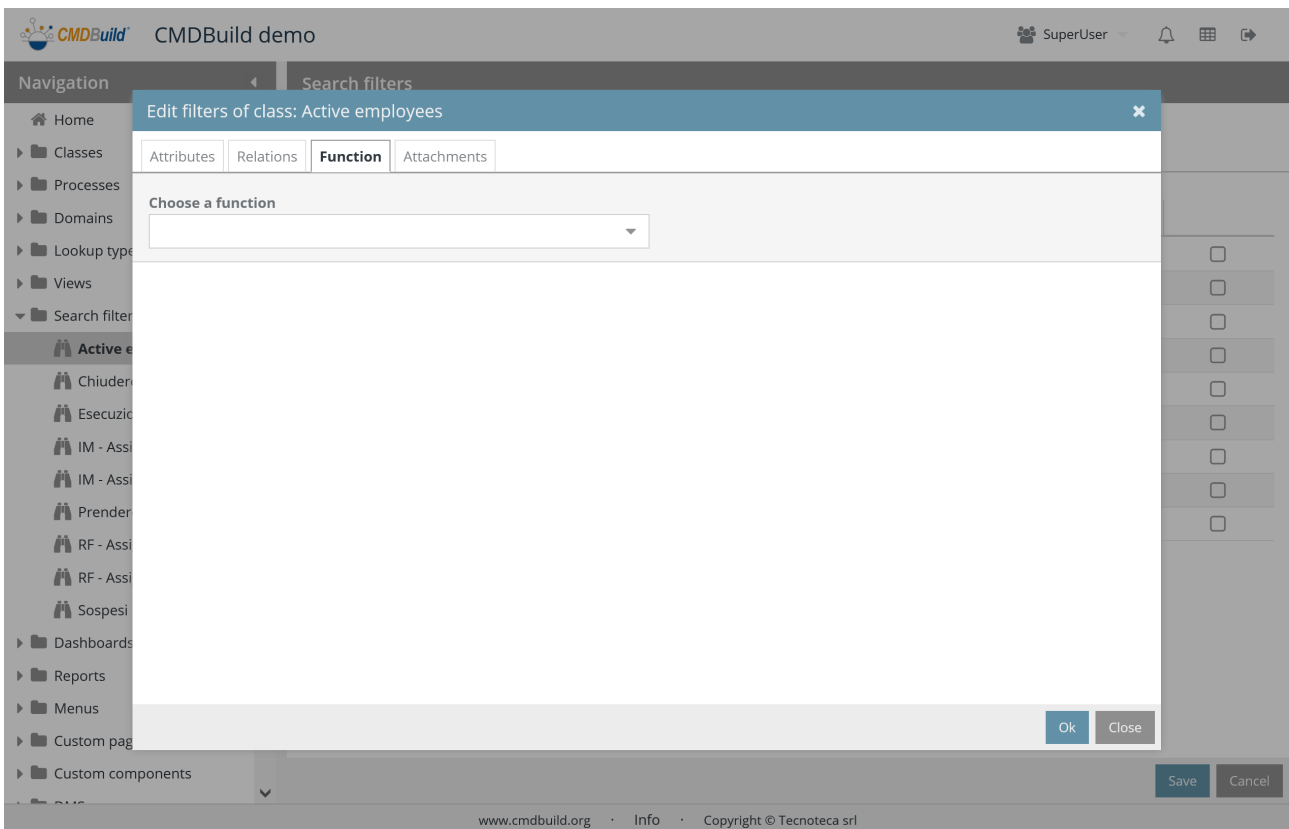 CMDBuild CMDBuild demo SuperUser
Navigation Search filters
Edit filters of class: Active employees
Home
Attributes Relations Function Attachments
Classes
Processes
Choose a function
Domains
Lookup type
Views
Search filter
Active e
Chiuder
Esecuzio
IM - Assi
IM - Assi
Prender
RF - Assi
RF - Assi
Sospesi
Dashboards
Reports
Menus
Ok Close
Custom pag
Custom components
Save Cancel
www.cmdbuild.org · Info · Copyright © Tecnoteca srl